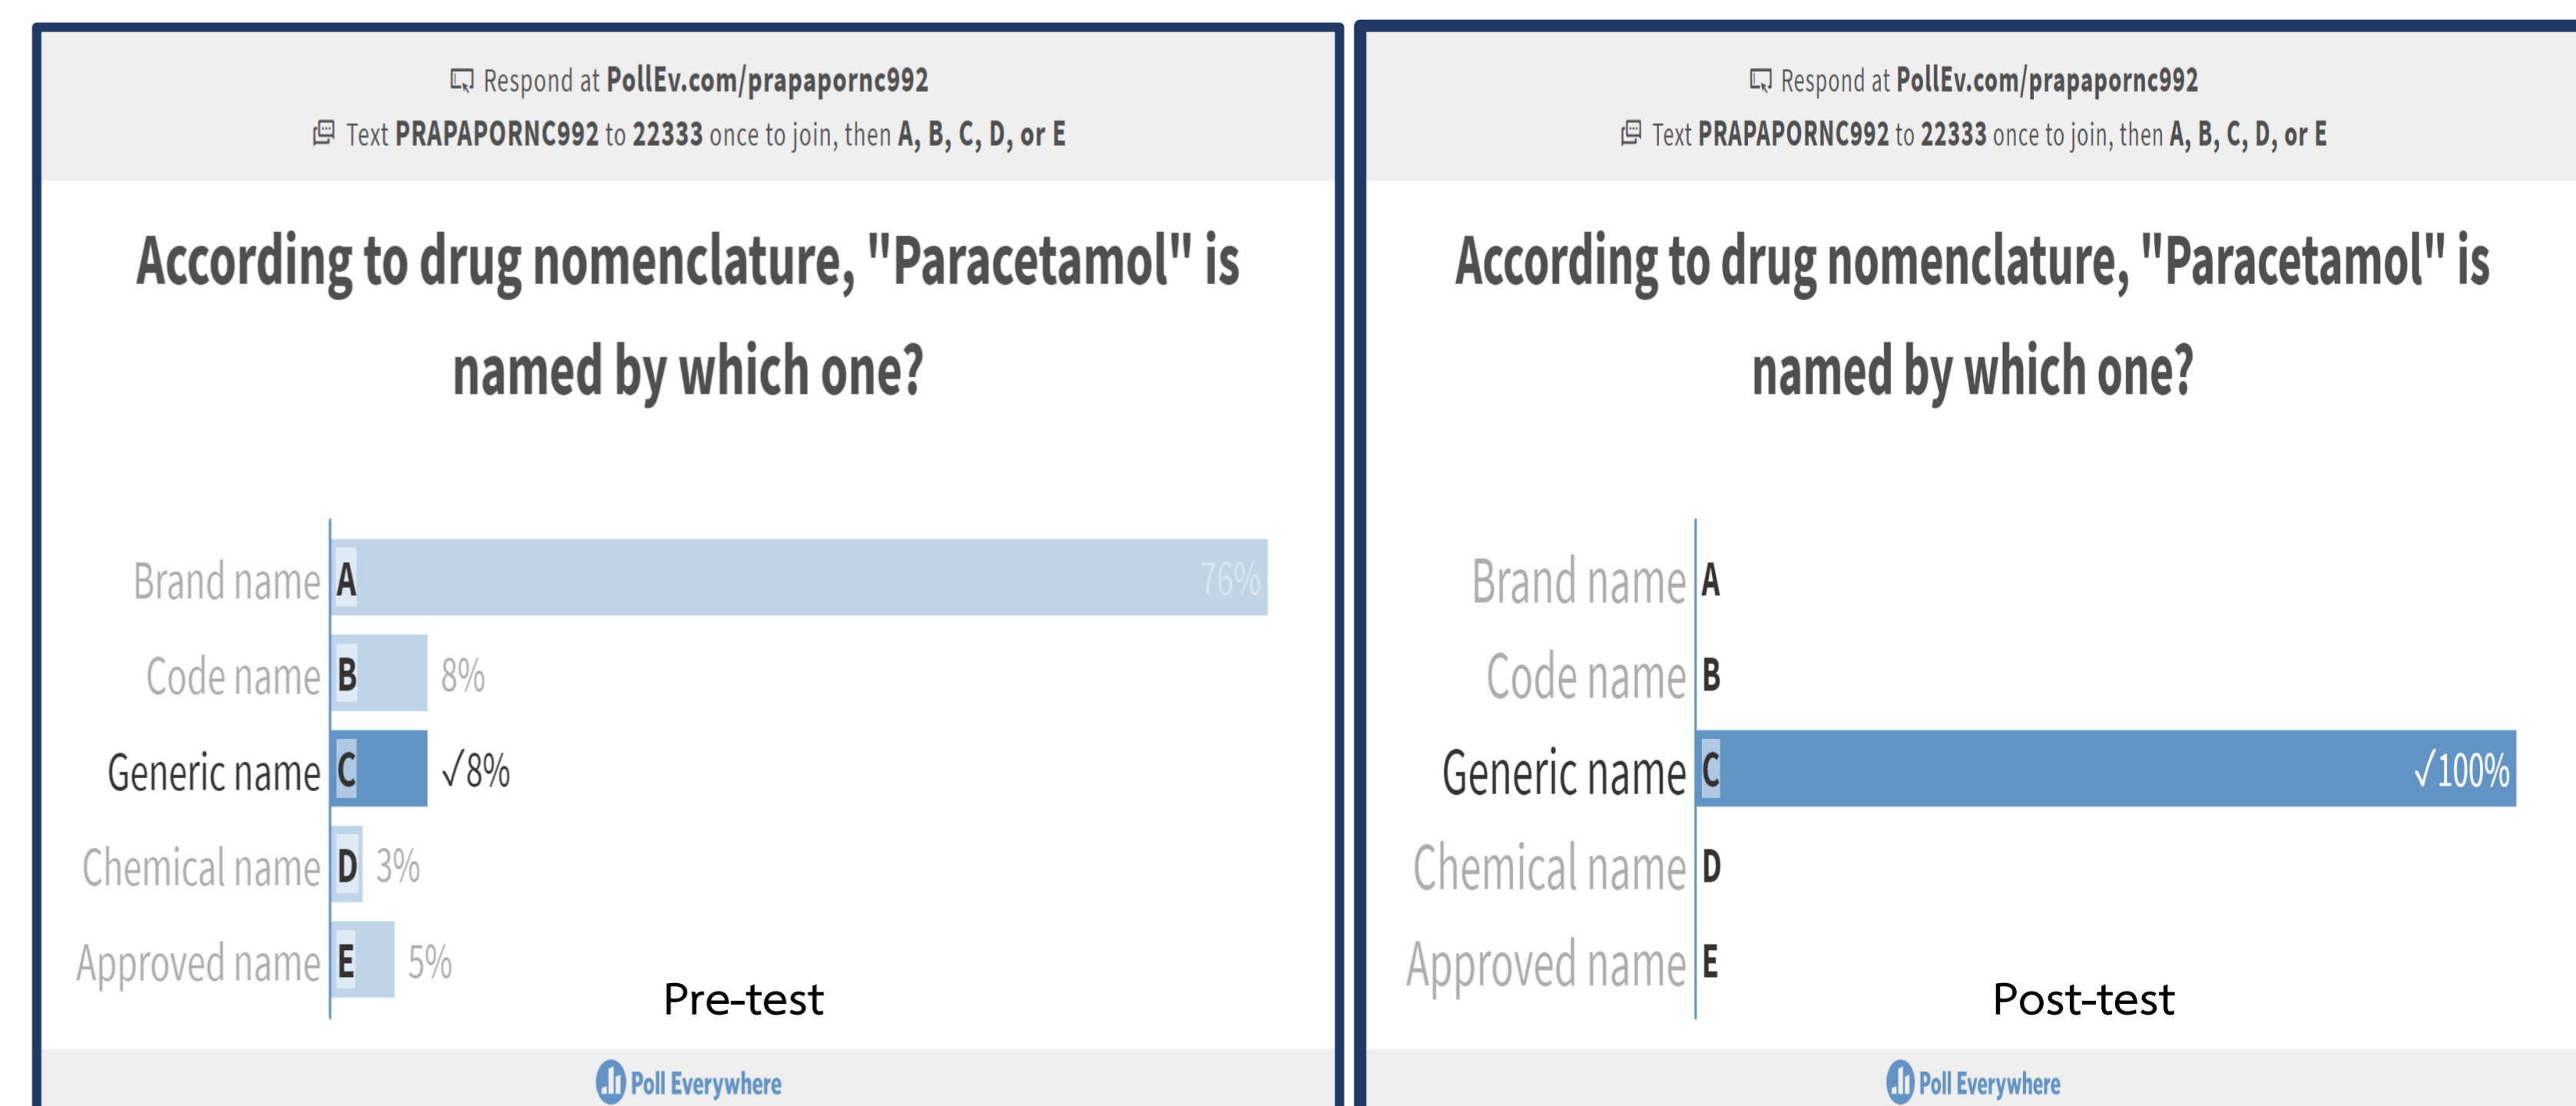 Respond at PollEv.com/prapapornc992
Text PRAPAPORNC992 to 22333 once to join, then A, B, C, D, or E
According to drug nomenclature, "Paracetamol" is
named by which one?
Brand name A 76%
Code name B 8%
Generic name C ✓8%
Chemical name D 3%
Approved name E 5%
Pre-test
Poll Everywhere
Respond at PollEv.com/prapapornc992
Text PRAPAPORNC992 to 22333 once to join, then A, B, C, D, or E
According to drug nomenclature, "Paracetamol" is
named by which one?
Brand name A
Code name B
Generic name C ✓100%
Chemical name D
Approved name E
Post-test
Poll Everywhere